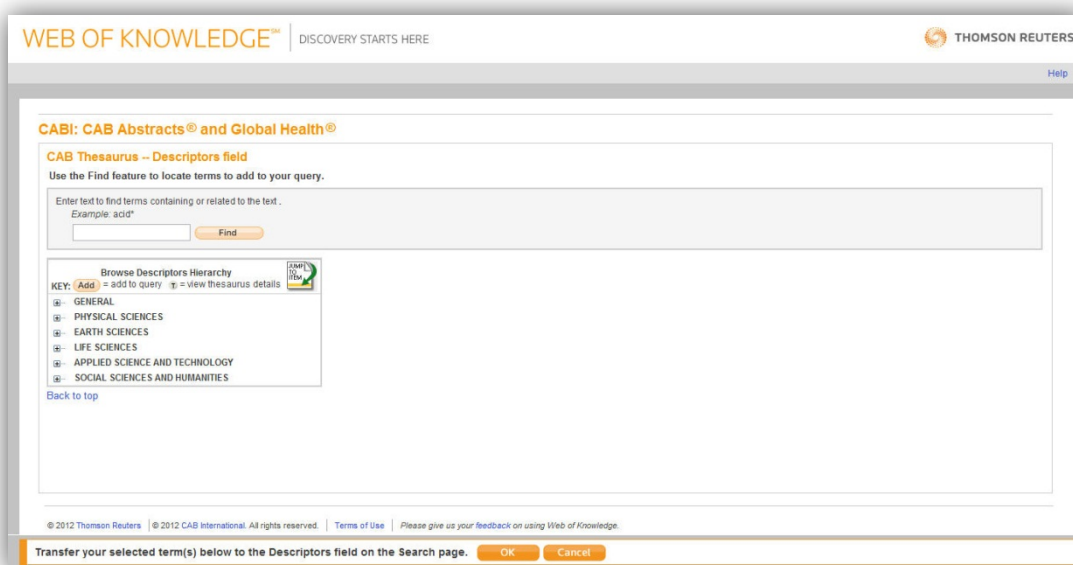 WEB OF KNOWLEDGE℠ DISCOVERY STARTS HERE THOMSON REUTERS
Help
CABI: CAB Abstracts® and Global Health®
CAB Thesaurus -- Descriptors field
Use the Find feature to locate terms to add to your query.
Enter text to find terms containing or related to the text .
Example: acid*
Find
Browse Descriptors Hierarchy
JUMP TO ITEM
KEY: Add = add to query T = view thesaurus details
GENERAL
PHYSICAL SCIENCES
EARTH SCIENCES
LIFE SCIENCES
APPLIED SCIENCE AND TECHNOLOGY
SOCIAL SCIENCES AND HUMANITIES
Back to top
© 2012 Thomson Reuters | © 2012 CAB International. All rights reserved. | Terms of Use | Please give us your feedback on using Web of Knowledge.
Transfer your selected term(s) below to the Descriptors field on the Search page. OK Cancel